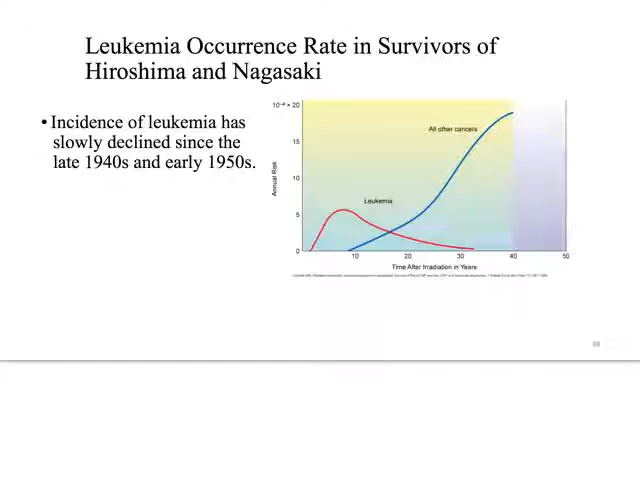 Leukemia Occurrence Rate in Survivors of
Hiroshima and Nagasaki
• Incidence of leukemia has
slowly declined since the
late 1940s and early 1950s.
10⁻⁴ × 20
15
10
5
0
Annual Risk
All other cancers
Leukemia
10
20
30
40
50
Time After Irradiation in Years